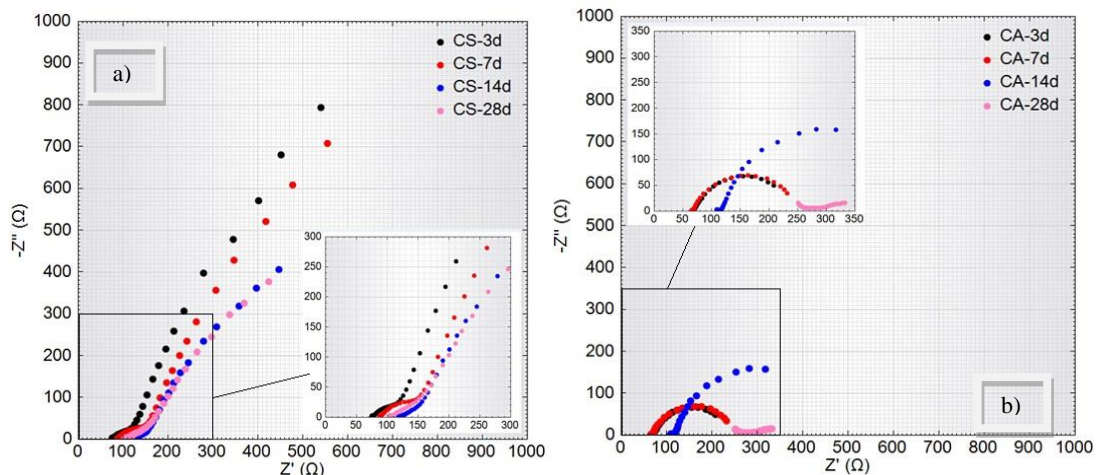 a)
CS-3d
CS-7d
CS-14d
CS-28d
1000
900
800
700
600
500
400
300
200
100
0
-Z'' (Ω)
0 100 200 300 400 500 600 700 800 900 1000
Z' (Ω)
300
250
200
150
100
50
0
0 50 100 150 200 250 300
b)
CA-3d
CA-7d
CA-14d
CA-28d
1000
900
800
700
600
500
400
300
200
100
0
-Z'' (Ω)
0 100 200 300 400 500 600 700 800 900 1000
Z' (Ω)
350
300
250
200
150
100
50
0
0 50 100 150 200 250 300 350